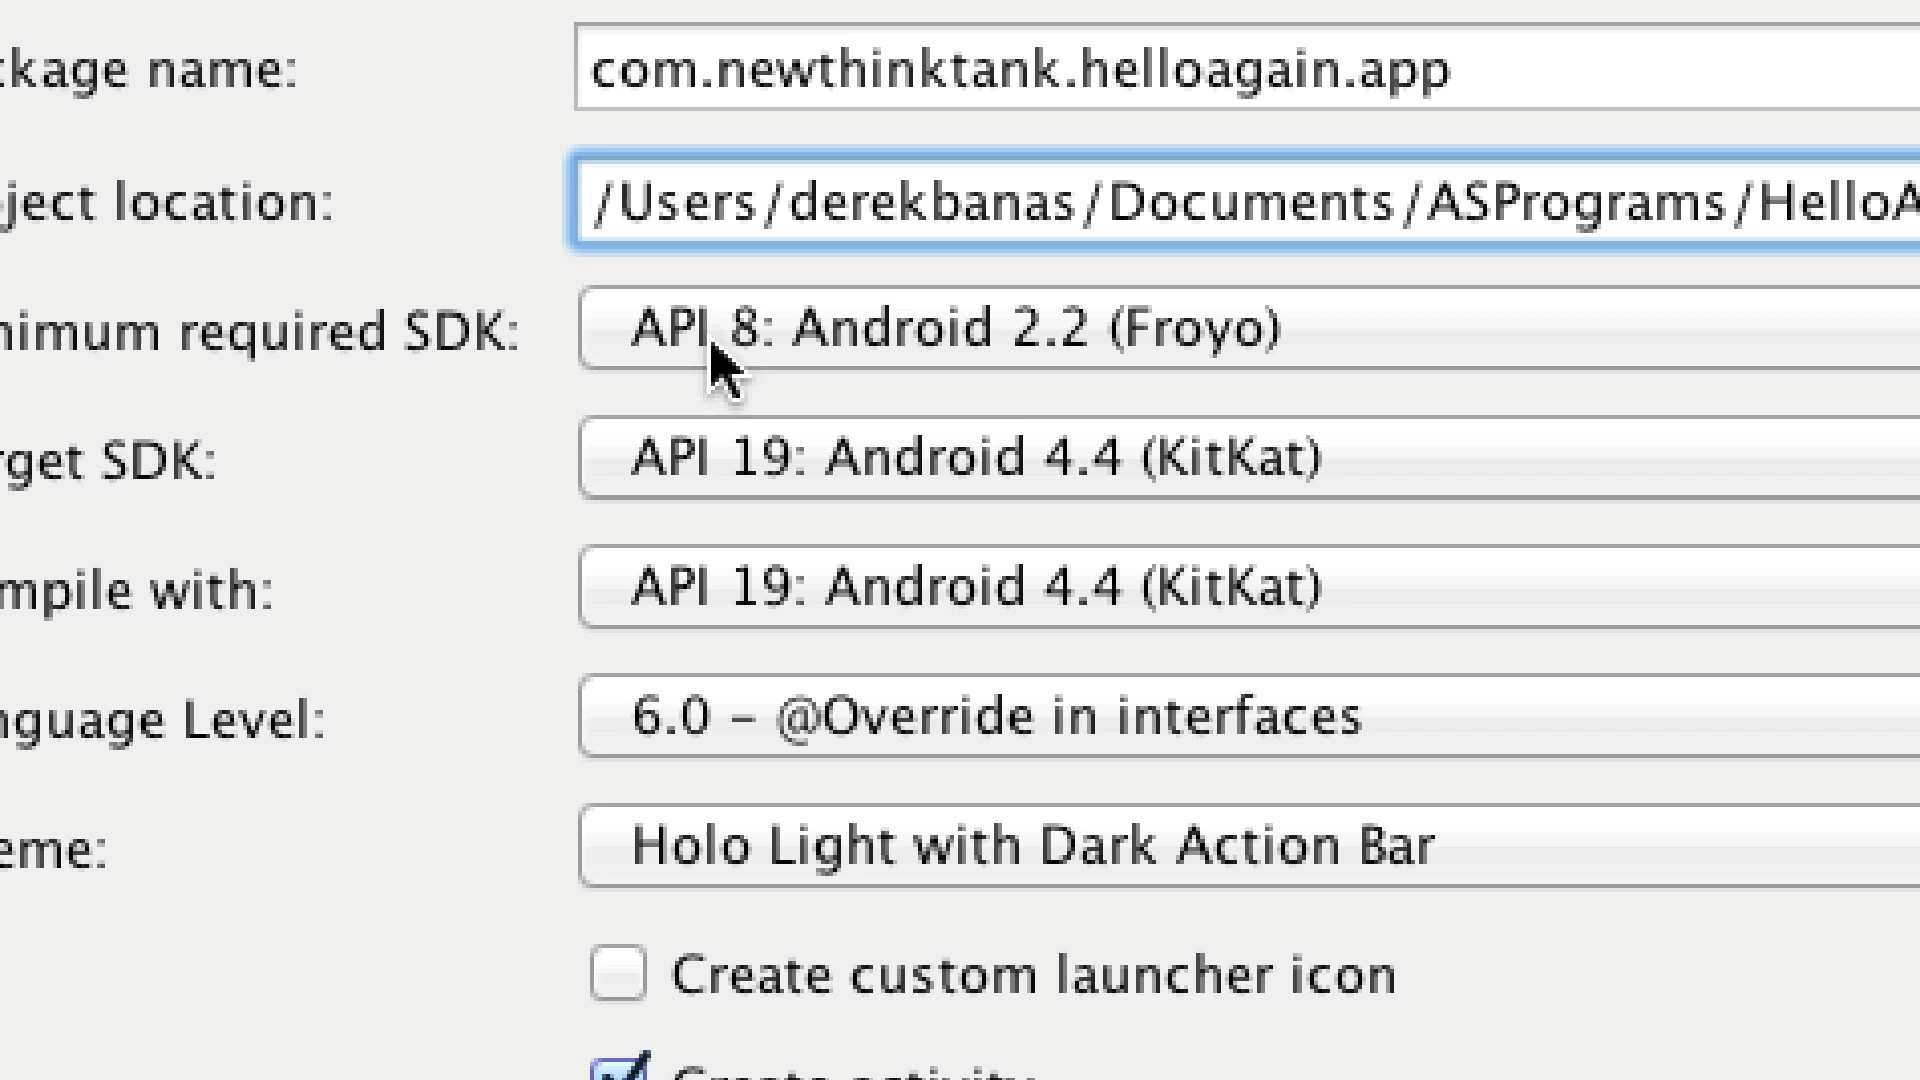 ckage name: com.newthinktank.helloagain.app
ject location: /Users/derekbanas/Documents/ASPrograms/HelloA
nimum required SDK: API 8: Android 2.2 (Froyo)
rget SDK: API 19: Android 4.4 (KitKat)
mpile with: API 19: Android 4.4 (KitKat)
nguage Level: 6.0 – @Override in interfaces
eme: Holo Light with Dark Action Bar
Create custom launcher icon
Create activity